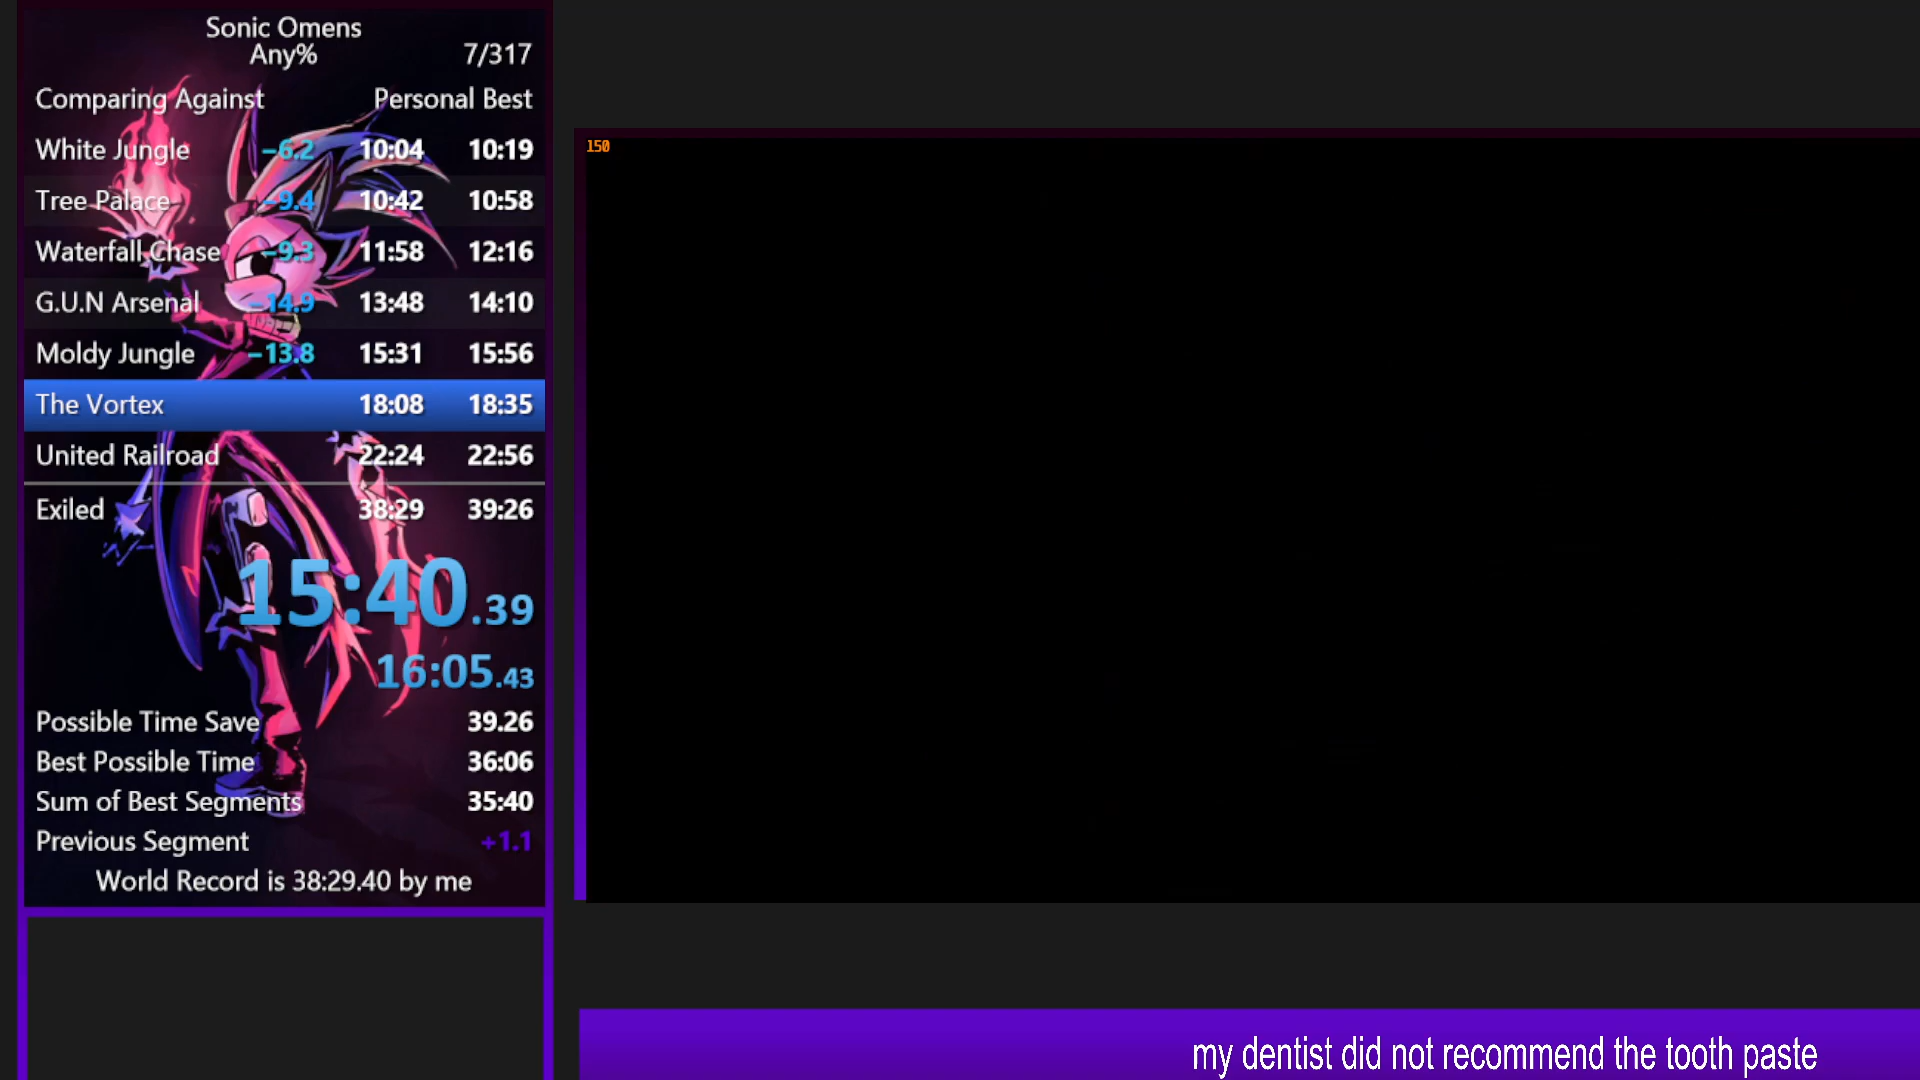 Sonic Omens
Any% 7/317
Comparing Against Personal Best
White Jungle −6.2 10:04 10:19
Tree Palace −9.4 10:42 10:58
Waterfall Chase −9.3 11:58 12:16
G.U.N Arsenal −14.9 13:48 14:10
Moldy Jungle −13.8 15:31 15:56
The Vortex 18:08 18:35
United Railroad 22:24 22:56
Exiled 38:29 39:26
15:40.39
16:05.43
Possible Time Save 39.26
Best Possible Time 36:06
Sum of Best Segments 35:40
Previous Segment +1.1
World Record is 38:29.40 by me
150
my dentist did not recommend the tooth paste